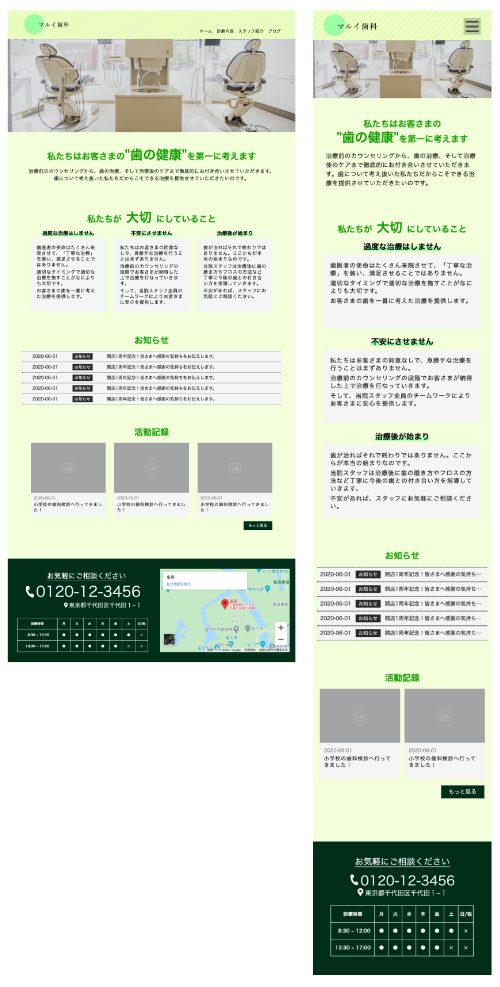 マルイ歯科
ホーム 診療内容 スタッフ紹介 ブログ
私たちはお客さまの"歯の健康"を第一に考えます
治療前のカウンセリングから、歯の治療、そして治療後のケアまで徹底的にお付き合いさせていただきます。
歯について考え抜いた私たちだからこそできる治療を提供させていただきたいのです。
私たちが 大切 にしていること
過度な治療はしません
歯医者の使命はたくさん来
院させて、「丁寧な治療」
を使い、満足させることで
はありません。
適切なタイミングで適切な
治療を施すことがなにより
も大切です。
お客さまの歯を一番に考え
た治療を提供します。
不安にさせません
私たちはお客さまの同意な
しで、身勝手な治療を行うこ
とはまずありません。
治療前のカウンセリングの
段階でお客さまが納得した
上で治療を行なっていきま
す。
そして、当院スタッフ全員の
チームワークによりお客さま
に安心を提供します。
治療後が始まり
歯が治ればそれで終わりでは
ありません。ここからが本当
の始まりなのです。
当院スタッフは治療後に歯の
磨き方やフロスの方法など
丁寧に今後の歯との付き合
い方を指導していきます。
不安があれば、スタッフにお
気軽にご相談ください。
お知らせ
2020-06-01 お知らせ 開店1周年記念！皆さまへ感謝の気持ちをお伝えします。
2020-06-01 お知らせ 開店1周年記念！皆さまへ感謝の気持ちをお伝えします。
2020-06-01 お知らせ 開店1周年記念！皆さまへ感謝の気持ちをお伝えします。
2020-06-01 お知らせ 開店1周年記念！皆さまへ感謝の気持ちをお伝えします。
2020-06-01 お知らせ 開店1周年記念！皆さまへ感謝の気持ちをお伝えします。
活動記録
2020-06-01
小学校の歯科検診へ行ってきまし
た！
2020-06-01
小学校の歯科検診へ行ってきまし
た！
2020-06-01
小学校の歯科検診へ行ってきまし
た！
もっと見る
お気軽にご相談ください
0120-12-3456
東京都千代田区千代田１−１
診療時間 月 火 水 木 金 土 日/祝
8:30 - 12:00 ● ● ● ● ● ● ×
13:30 - 17:00 ● ● ● ● ● × ×
皇居
拡大地図を表示
マルイ歯科
私たちはお客さまの
"歯の健康"を第一に考えます
治療前のカウンセリングから、歯の治療、そして治療
後のケアまで徹底的にお付き合いさせていただきま
す。歯について考え抜いた私たちだからこそできる治
療を提供させていただきたいのです。
私たちが 大切 にしていること
過度な治療はしません
歯医者の使命はたくさん来院させて、「丁寧な治
療」を使い、満足させることではありません。
適切なタイミングで適切な治療を施すことがなに
よりも大切です。
お客さまの歯を一番に考えた治療を提供します。
不安にさせません
私たちはお客さまの同意なしで、身勝手な治療を
行うことはまずありません。
治療前のカウンセリングの段階でお客さまが納得
した上で治療を行なっていきます。
そして、当院スタッフ全員のチームワークにより
お客さまに安心を提供します。
治療後が始まり
歯が治ればそれで終わりではありません。ここか
らが本当の始まりなのです。
当院スタッフは治療後に歯の磨き方やフロスの方
法など丁寧に今後の歯との付き合い方を指導して
いきます。
不安があれば、スタッフにお気軽にご相談くださ
い。
お知らせ
2020-06-01 お知らせ 開店1周年記念！皆さまへ感謝の気持ち…
2020-06-01 お知らせ 開店1周年記念！皆さまへ感謝の気持ち…
2020-06-01 お知らせ 開店1周年記念！皆さまへ感謝の気持ち…
2020-06-01 お知らせ 開店1周年記念！皆さまへ感謝の気持ち…
2020-06-01 お知らせ 開店1周年記念！皆さまへ感謝の気持ち…
活動記録
2020-06-01
小学校の歯科検診へ行って
きました！
2020-06-01
小学校の歯科検診へ行って
きました！
もっと見る
お気軽にご相談ください
0120-12-3456
東京都千代田区千代田１−１
診療時間 月 火 水 木 金 土 日/祝
8:30 ~ 12:00 ● ● ● ● ● ● ×
13:30 ~ 17:00 ● ● ● ● ● × ×